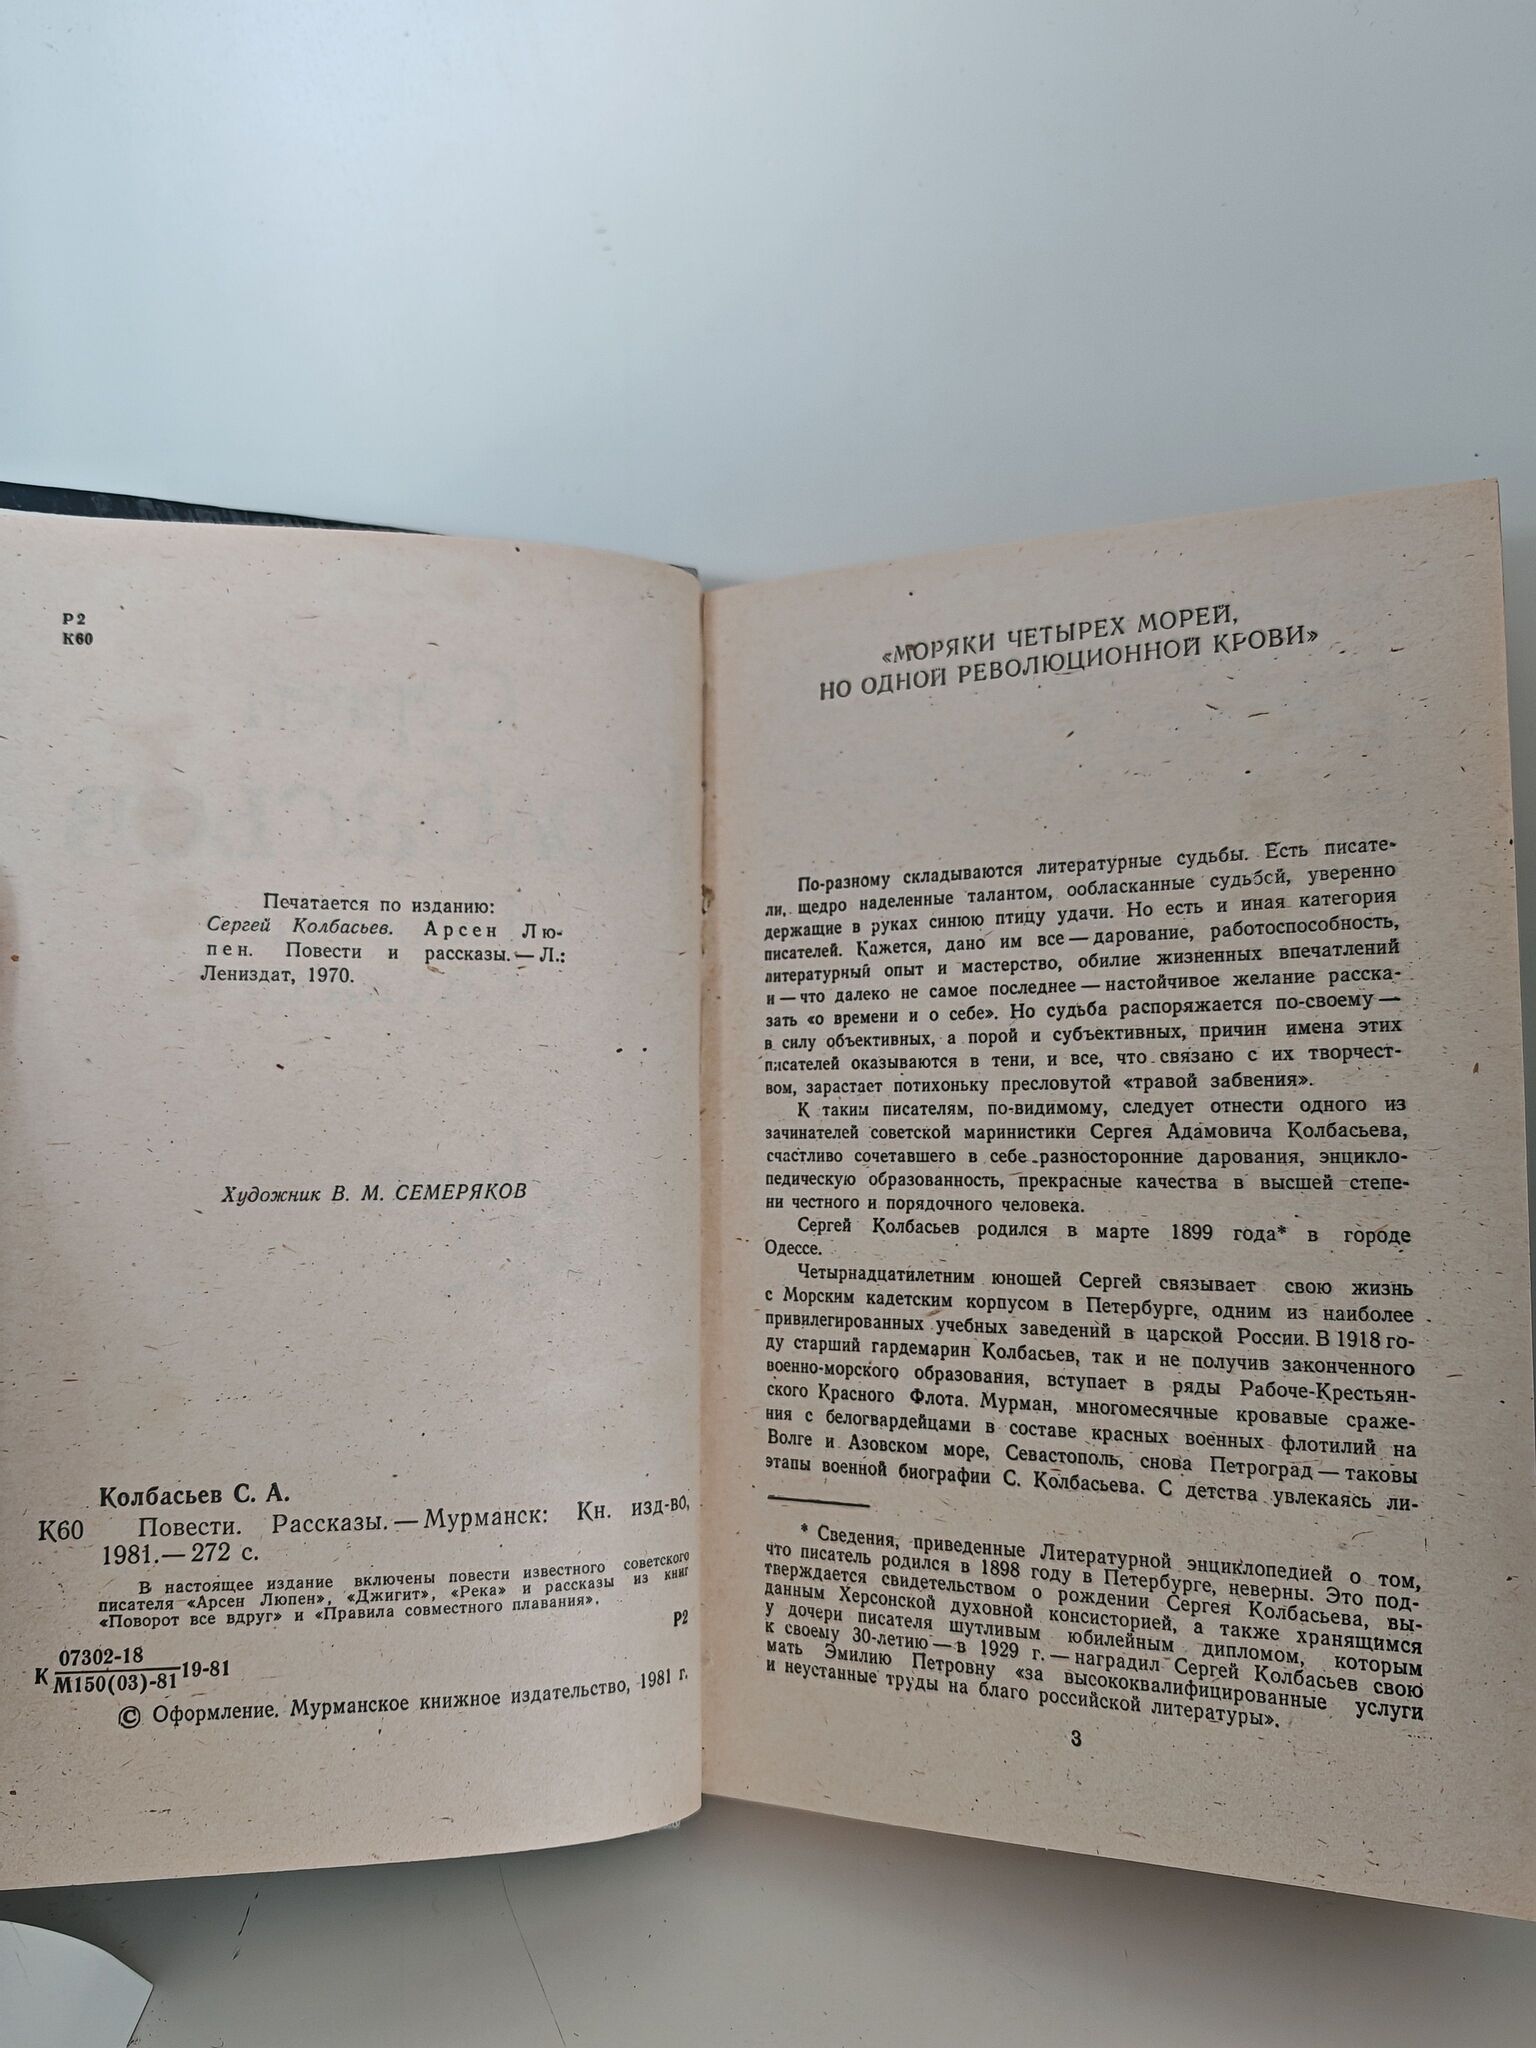 Р2
К60
Печатается по изданию:
Сергей Колбасьев. Арсен Лю-
пен. Повести и рассказы. — Л.:
Лениздат, 1970.
Художник В. М. СЕМЕРЯКОВ
Колбасьев С. А.
К60 Повести. Рассказы. — Мурманск: Кн. изд-во,
1981. — 272 с.
В настоящее издание включены повести известного советского
писателя «Арсен Люпен», «Джигит», «Река» и рассказы из книг
«Поворот все вдруг» и «Правила совместного плавания».
Р2
07302-18
К М150(03)-81 19-81
© Оформление. Мурманское книжное издательство, 1981 г.
«МОРЯКИ ЧЕТЫРЕХ МОРЕЙ,
НО ОДНОЙ РЕВОЛЮЦИОННОЙ КРОВИ»
По-разному складываются литературные судьбы. Есть писате-
ли, щедро наделенные талантом, ообласканные судьбой, уверенно
держащие в руках синюю птицу удачи. Но есть и иная категория
писателей. Кажется, дано им все — дарование, работоспособность,
литературный опыт и мастерство, обилие жизненных впечатлений
и — что далеко не самое последнее — настойчивое желание расска-
зать «о времени и о себе». Но судьба распоряжается по-своему —
в силу объективных, а порой и субъективных, причин имена этих
писателей оказываются в тени, и все, что связано с их творчест-
вом, зарастает потихоньку пресловутой «травой забвения».
К таким писателям, по-видимому, следует отнести одного из
зачинателей советской маринистики Сергея Адамовича Колбасьева,
счастливо сочетавшего в себе разносторонние дарования, энцикло-
педическую образованность, прекрасные качества в высшей степе-
ни честного и порядочного человека.
Сергей Колбасьев родился в марте 1899 года* в городе
Одессе.
Четырнадцатилетним юношей Сергей связывает свою жизнь
с Морским кадетским корпусом в Петербурге, одним из наиболее
привилегированных учебных заведений в царской России. В 1918 го-
ду старший гардемарин Колбасьев, так и не получив законченного
военно-морского образования, вступает в ряды Рабоче-Крестьян-
ского Красного Флота. Мурман, многомесячные кровавые сраже-
ния с белогвардейцами в составе красных военных флотилий на
Волге и Азовском море, Севастополь, снова Петроград — таковы
этапы военной биографии С. Колбасьева. С детства увлекаясь ли-
* Сведения, приведенные Литературной энциклопедией о том,
что писатель родился в 1898 году в Петербурге, неверны. Это под-
тверждается свидетельством о рождении Сергея Колбасьева, вы-
данным Херсонской духовной консисторией, а также хранящимся
у дочери писателя шутливым юбилейным дипломом, которым
к своему 30-летию — в 1929 г. — наградил Сергей Колбасьев свою
мать Эмилию Петровну «за высококвалифицированные услуги
и неустанные труды на благо российской литературы».
3